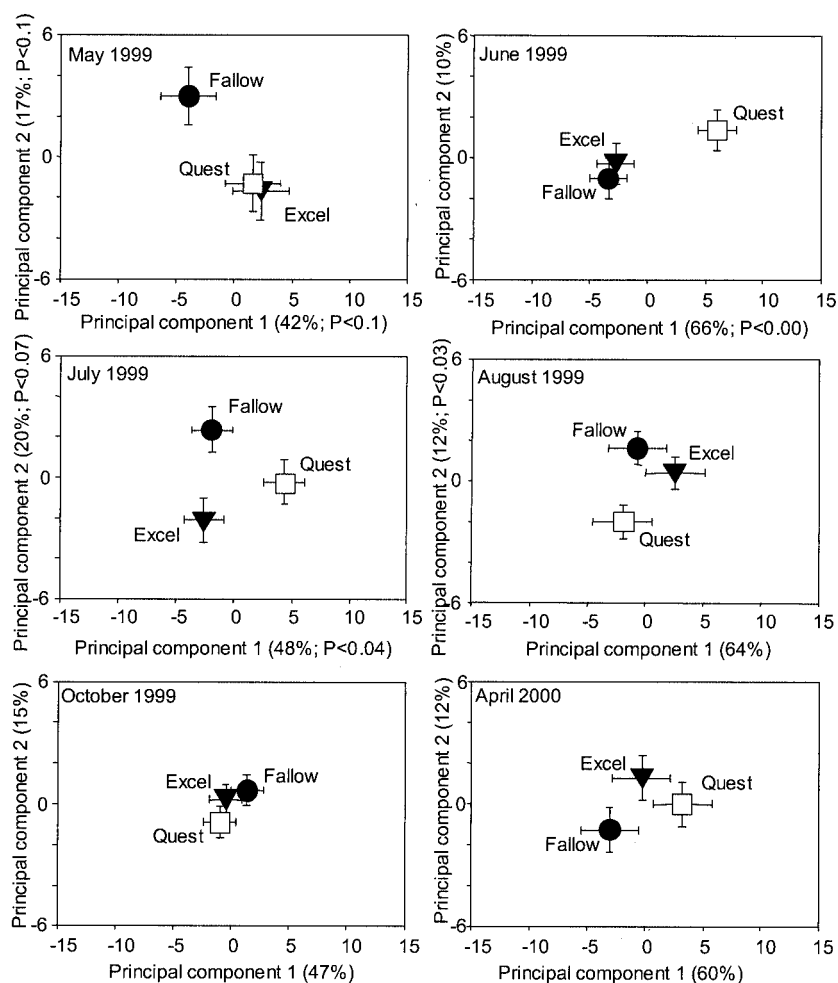 6
May 1999
Fallow
0
Quest
Excel
-6
-15 -10 -5 0 5 10 15
Principal component 1 (42%; P<0.1)
Principal component 2 (17%; P<0.1)
6
June 1999
Quest
0
Excel
Fallow
-6
-15 -10 -5 0 5 10 15
Principal component 1 (66%; P<0.00)
Principal component 2 (10%)
6
July 1999
Fallow
Quest
0
Excel
-6
-15 -10 -5 0 5 10 15
Principal component 1 (48%; P<0.04)
Principal component 2 (20%; P<0.07)
6
August 1999
Fallow
Excel
0
Quest
-6
-15 -10 -5 0 5 10 15
Principal component 1 (64%)
Principal component 2 (12%; P<0.03)
6
October 1999
Excel
Fallow
0
Quest
-6
-15 -10 -5 0 5 10 15
Principal component 1 (47%)
Principal component 2 (15%)
6
April 2000
Excel
Quest
0
Fallow
-6
-15 -10 -5 0 5 10 15
Principal component 1 (60%)
Principal component 2 (12%)